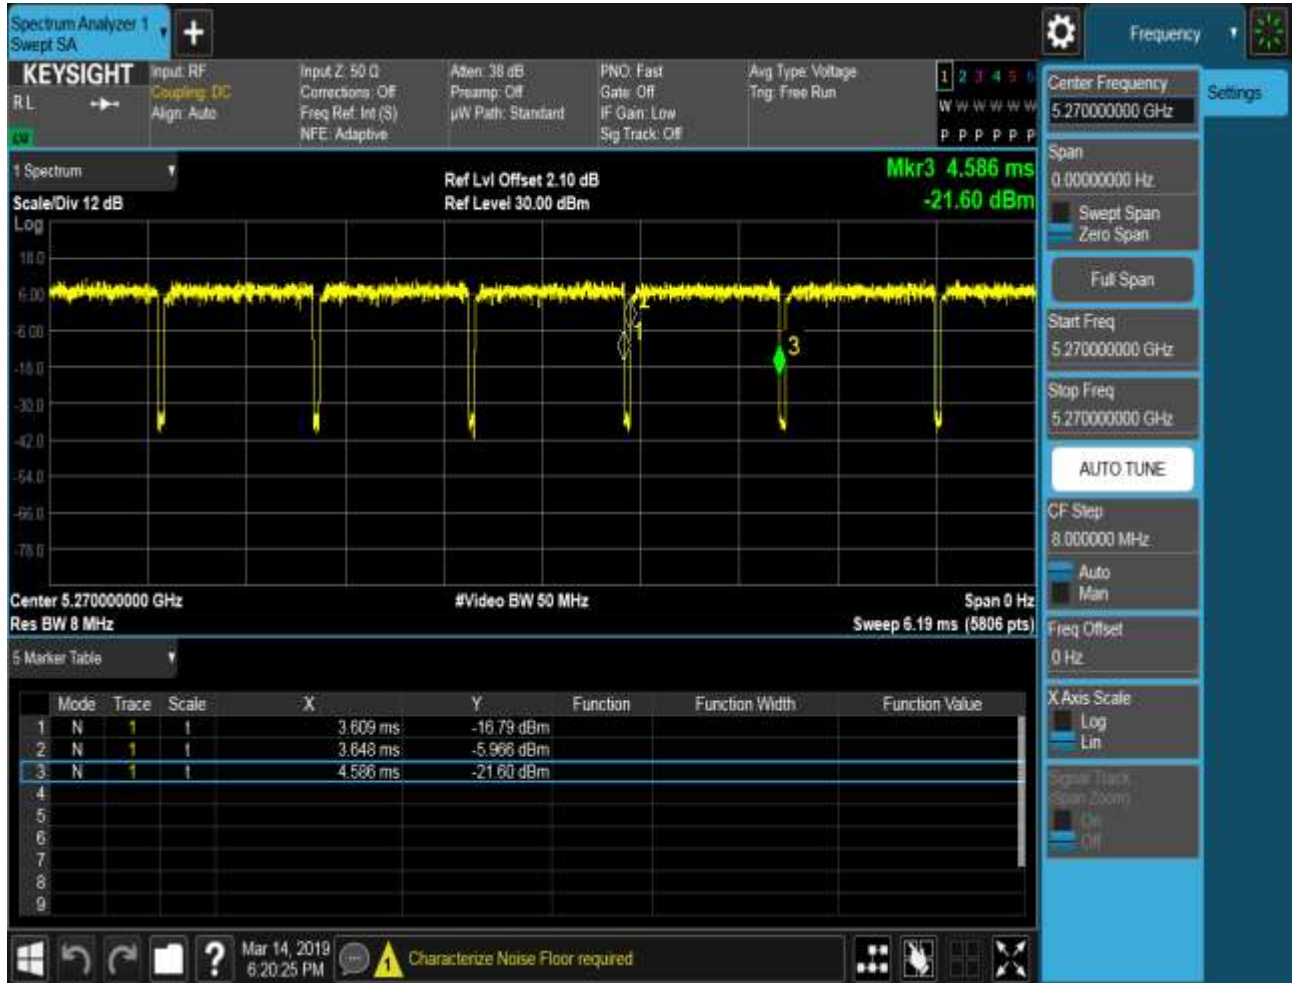 Spectrum Analyzer 1
Swept SA
+
Frequency
KEYSIGHT
RL
Input: RF
Coupling: DC
Align: Auto
Input Z: 50 Ω
Corrections: Off
Freq Ref: Int (S)
NFE: Adaptive
Atten: 38 dB
Preamp: Off
µW Path: Standard
PNO: Fast
Gate: Off
IF Gain: Low
Sig Track: Off
Avg Type: Voltage
Trig: Free Run
1 2 3 4 5 6
W W W W W W
P P P P P P
Center Frequency
5.270000000 GHz
Settings
Span
0.00000000 Hz
Swept Span
Zero Span
Full Span
Start Freq
5.270000000 GHz
Stop Freq
5.270000000 GHz
AUTO TUNE
CF Step
8.000000 MHz
Auto
Man
Freq Offset
0 Hz
X Axis Scale
Log
Lin
Signal Track
(Span Zoom)
On
Off
1 Spectrum
Scale/Div 12 dB
Log
Ref Lvl Offset 2.10 dB
Ref Level 30.00 dBm
Mkr3 4.586 ms
-21.60 dBm
18.0
6.00
-6.00
-18.0
-30.0
-42.0
-54.0
-66.0
-78.0
2
1
3
Center 5.270000000 GHz
Res BW 8 MHz
#Video BW 50 MHz
Span 0 Hz
Sweep 6.19 ms (5806 pts)
5 Marker Table
Mode Trace Scale X Y Function Function Width Function Value
1 N 1 t 3.609 ms -16.79 dBm
2 N 1 t 3.648 ms -5.966 dBm
3 N 1 t 4.586 ms -21.60 dBm
4
5
6
7
8
9
?
Mar 14, 2019
6:20:25 PM
1
Characterize Noise Floor required